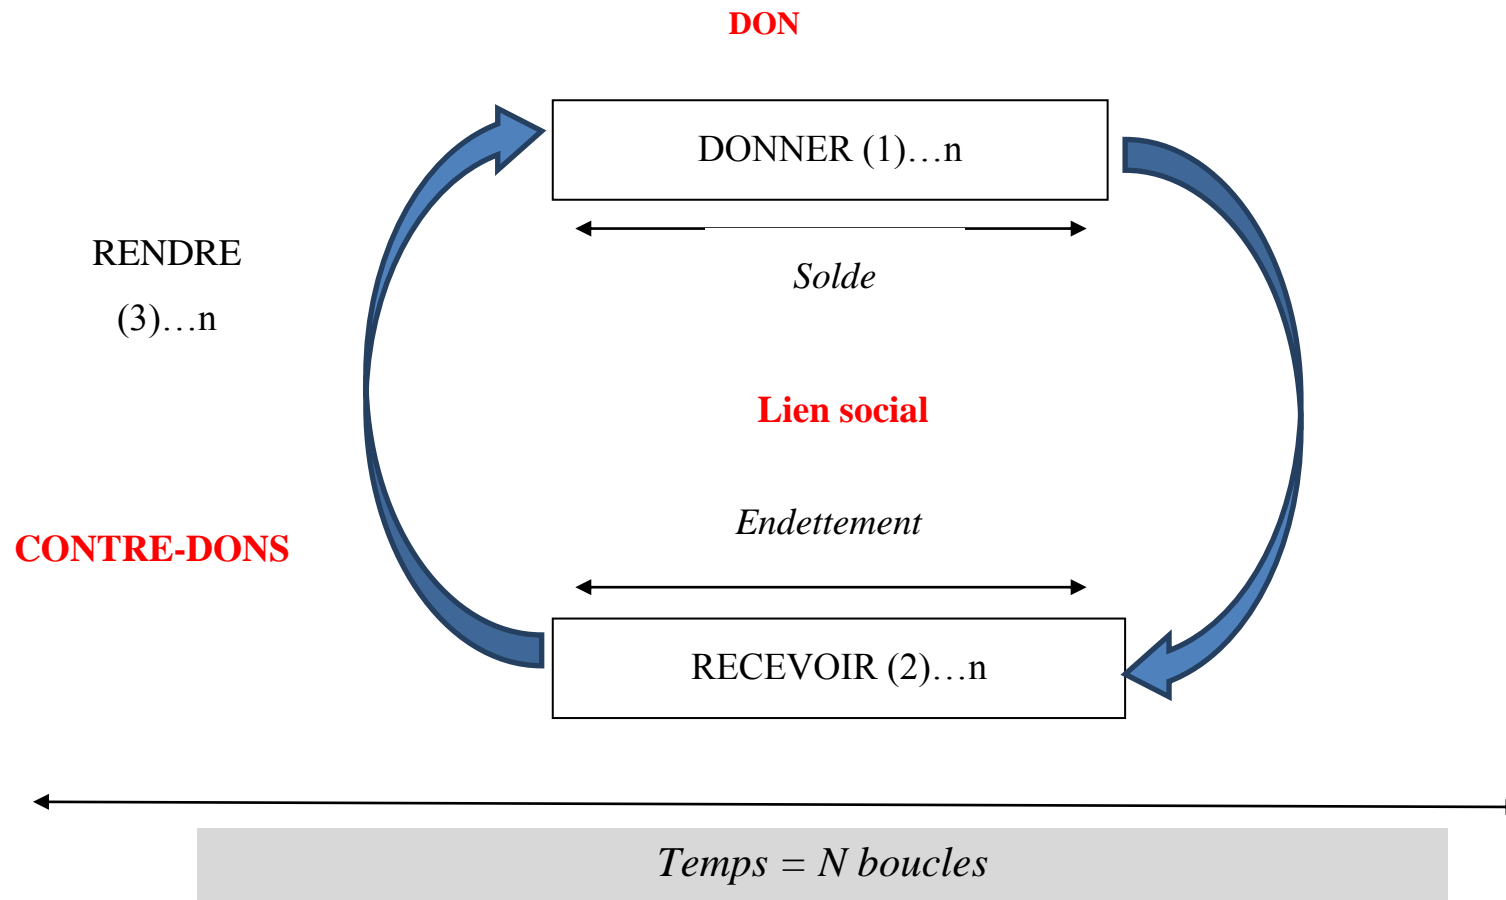 DON
DONNER (1)…n
RENDRE
(3)…n
Solde
Lien social
Endettement
CONTRE-DONS
RECEVOIR (2)…n
Temps = N boucles